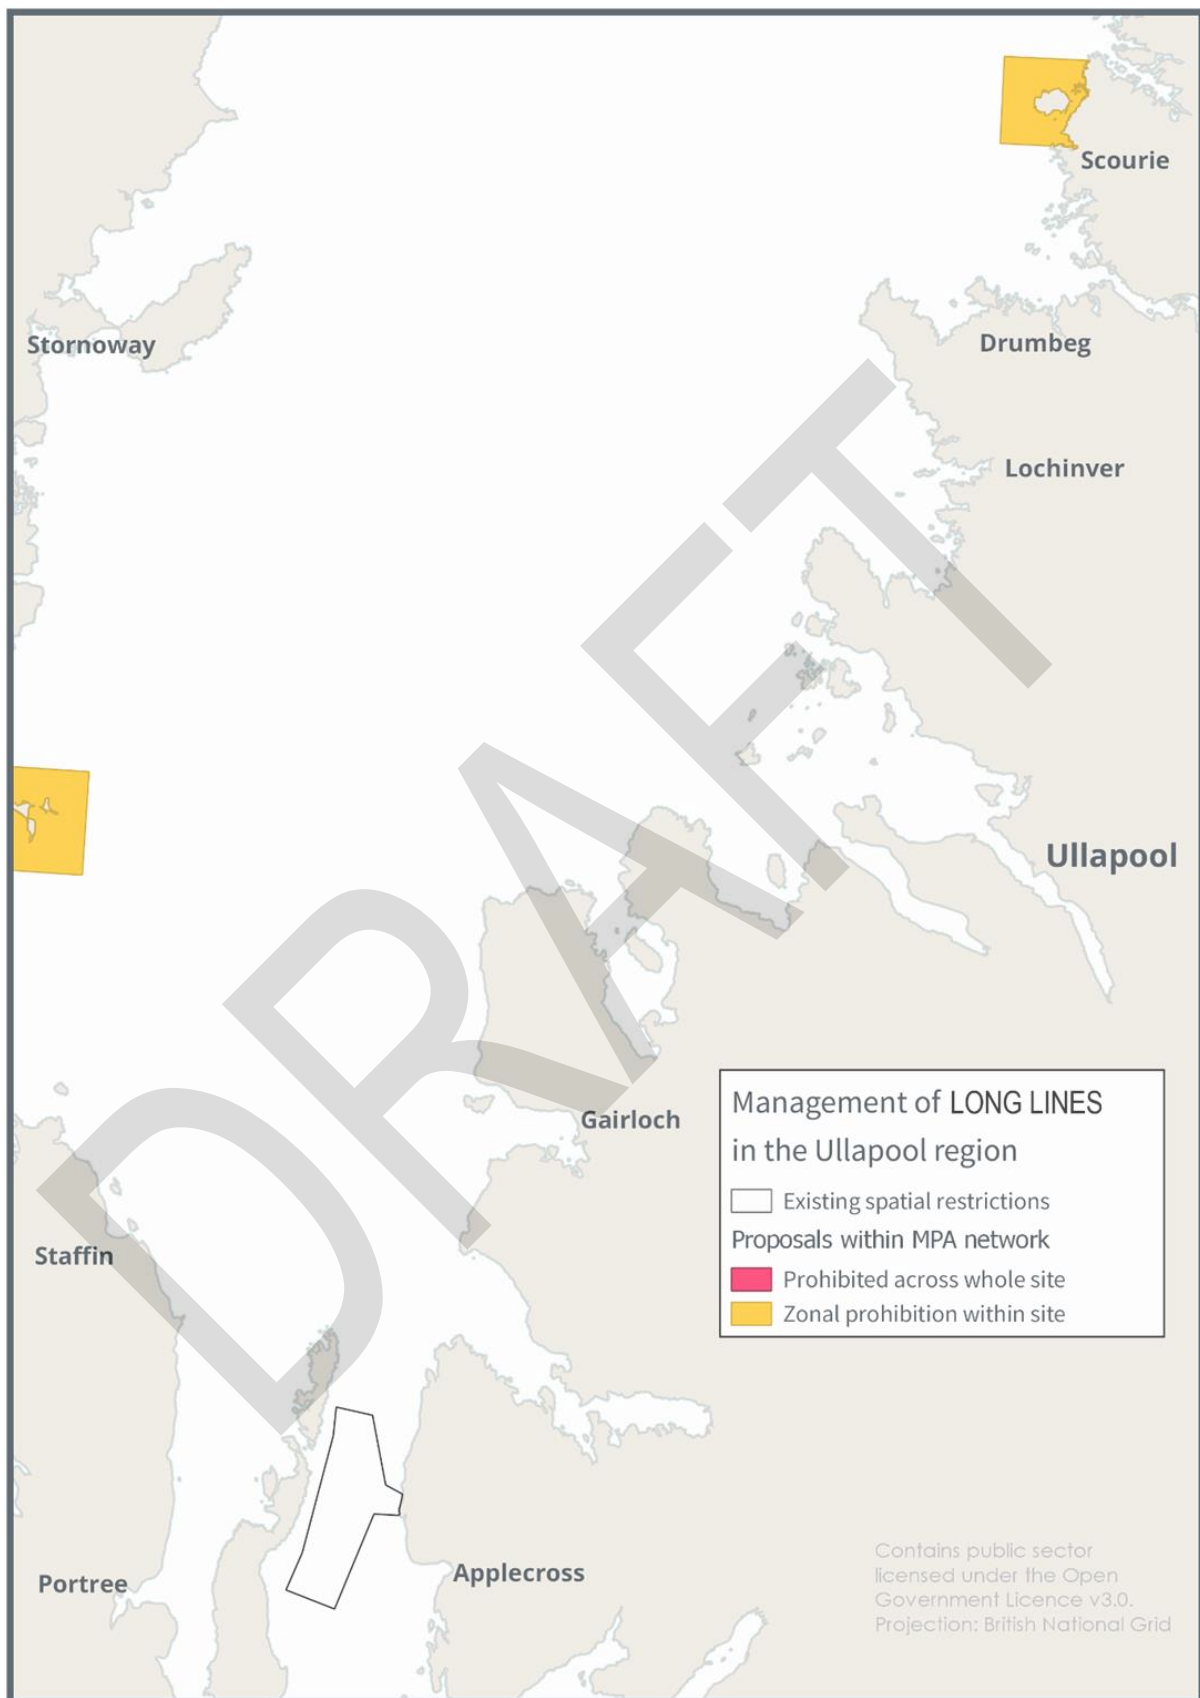 Scourie
Stornoway
Drumbeg
Lochinver
Ullapool
DRAFT
Gairloch
Management of LONG LINES
in the Ullapool region
Existing spatial restrictions
Proposals within MPA network
Prohibited across whole site
Zonal prohibition within site
Staffin
Portree
Applecross
Contains public sector
licensed under the Open
Government Licence v3.0.
Projection: British National Grid